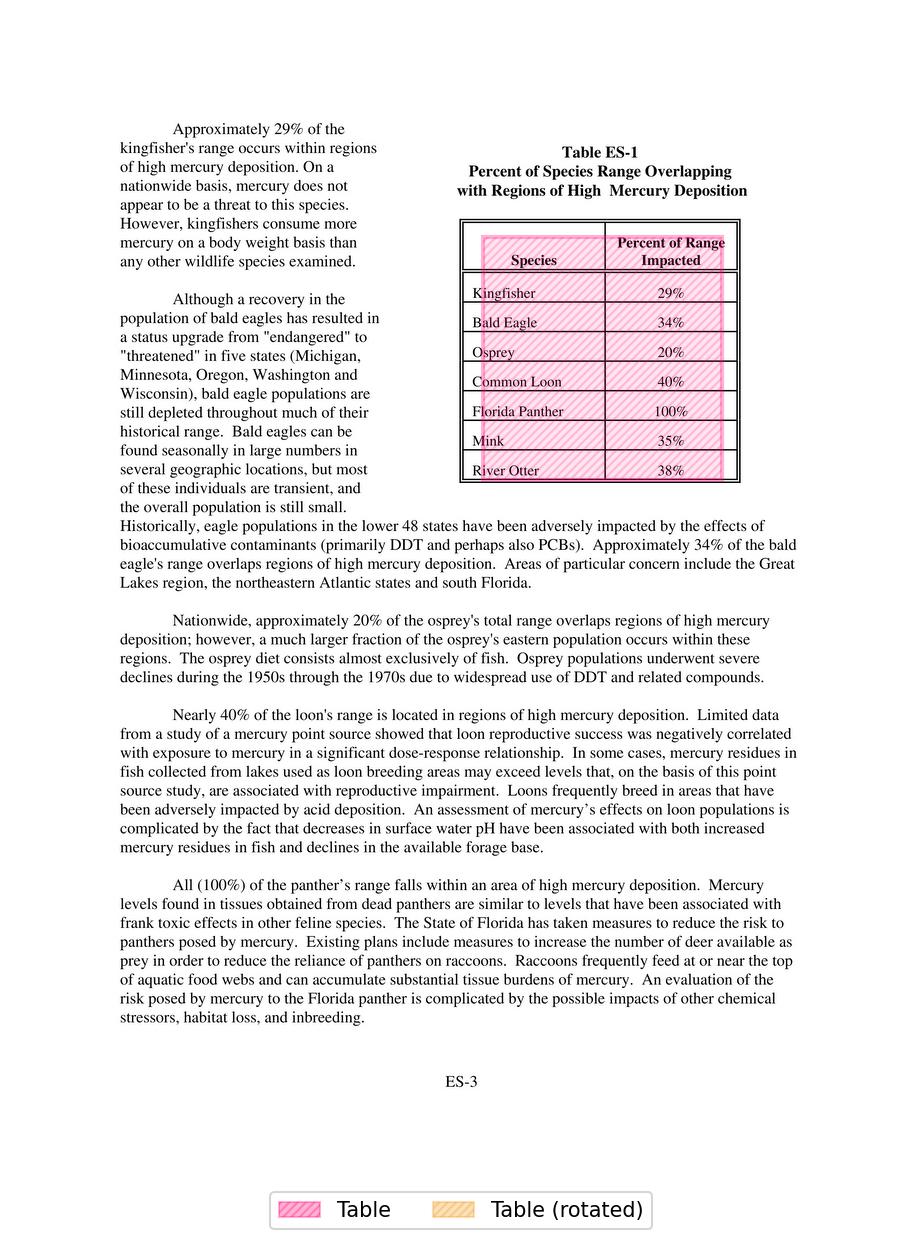 Approximately 29% of the
kingfisher's range occurs within regions
of high mercury deposition. On a
nationwide basis, mercury does not
appear to be a threat to this species.
However, kingfishers consume more
mercury on a body weight basis than
any other wildlife species examined.
Although a recovery in the
population of bald eagles has resulted in
a status upgrade from "endangered" to
"threatened" in five states (Michigan,
Minnesota, Oregon, Washington and
Wisconsin), bald eagle populations are
still depleted throughout much of their
historical range.  Bald eagles can be
found seasonally in large numbers in
several geographic locations, but most
of these individuals are transient, and
the overall population is still small.
Table ES-1
Percent of Species Range Overlapping
with Regions of High  Mercury Deposition
Species Percent of Range
Impacted
Kingfisher 29%
Bald Eagle 34%
Osprey 20%
Common Loon 40%
Florida Panther 100%
Mink 35%
River Otter 38%
Historically, eagle populations in the lower 48 states have been adversely impacted by the effects of
bioaccumulative contaminants (primarily DDT and perhaps also PCBs).  Approximately 34% of the bald
eagle's range overlaps regions of high mercury deposition.  Areas of particular concern include the Great
Lakes region, the northeastern Atlantic states and south Florida.
Nationwide, approximately 20% of the osprey's total range overlaps regions of high mercury
deposition; however, a much larger fraction of the osprey's eastern population occurs within these
regions.  The osprey diet consists almost exclusively of fish.  Osprey populations underwent severe
declines during the 1950s through the 1970s due to widespread use of DDT and related compounds.
Nearly 40% of the loon's range is located in regions of high mercury deposition.  Limited data
from a study of a mercury point source showed that loon reproductive success was negatively correlated
with exposure to mercury in a significant dose-response relationship.  In some cases, mercury residues in
fish collected from lakes used as loon breeding areas may exceed levels that, on the basis of this point
source study, are associated with reproductive impairment.  Loons frequently breed in areas that have
been adversely impacted by acid deposition.  An assessment of mercury’s effects on loon populations is
complicated by the fact that decreases in surface water pH have been associated with both increased
mercury residues in fish and declines in the available forage base.
All (100%) of the panther’s range falls within an area of high mercury deposition.  Mercury
levels found in tissues obtained from dead panthers are similar to levels that have been associated with
frank toxic effects in other feline species.  The State of Florida has taken measures to reduce the risk to
panthers posed by mercury.  Existing plans include measures to increase the number of deer available as
prey in order to reduce the reliance of panthers on raccoons.  Raccoons frequently feed at or near the top
of aquatic food webs and can accumulate substantial tissue burdens of mercury.  An evaluation of the
risk posed by mercury to the Florida panther is complicated by the possible impacts of other chemical
stressors, habitat loss, and inbreeding.
ES-3
Table Table (rotated)